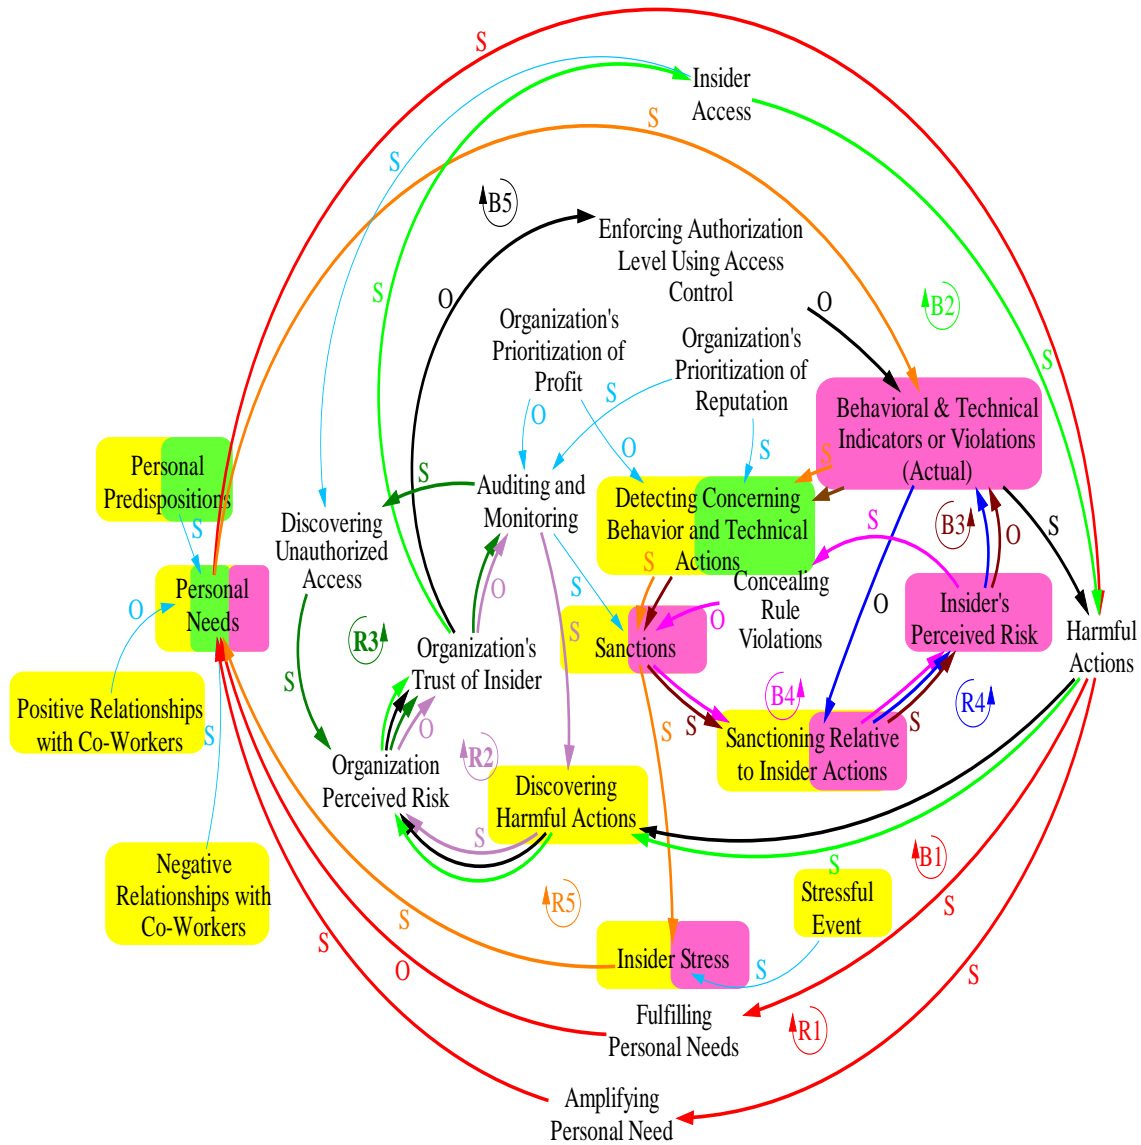 S
Insider
Access
S
S
B5
Enforcing Authorization
Level Using Access
Control
S
O
O
B2
Organization's
Prioritization of
Profit
Organization's
Prioritization of
Reputation
S
S
O
O
S
Behavioral & Technical
Indicators or Violations
(Actual)
Personal
Predispositions
S
S
S
Auditing and
Monitoring
Detecting Concerning
Behavior and Technical
Actions
Discovering
Unauthorized
Access
S
B3
O
S
S
S
O
S
Concealing
Rule
Violations
O
Personal
Needs
O
Insider's
Perceived Risk
Harmful
Actions
R3
Organization's
Trust of Insider
S
Sanctions
O
S
Positive Relationships
with Co-Workers
S
O
R2
S
S
B4
S
R4
Sanctioning Relative
to Insider Actions
Organization
Perceived Risk
Discovering
Harmful Actions
S
Negative
Relationships with
Co-Workers
S
B1
Stressful
Event
R5
S
S
S
O
Insider Stress
S
S
Fulfilling
Personal Needs
R1
Amplifying
Personal Need